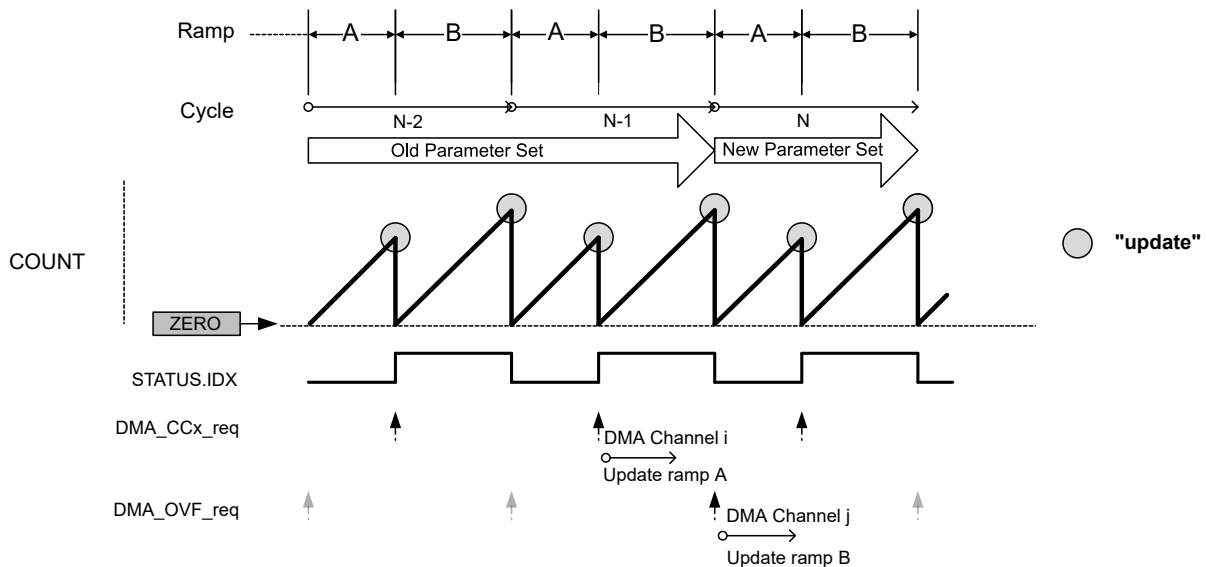 Ramp A B A B A B
Cycle
N-2 N-1 N
Old Parameter Set New Parameter Set
"update"
COUNT
ZERO
STATUS.IDX
DMA_CCx_req
DMA Channel i
Update ramp A
DMA_OVF_req
DMA Channel j
Update ramp B